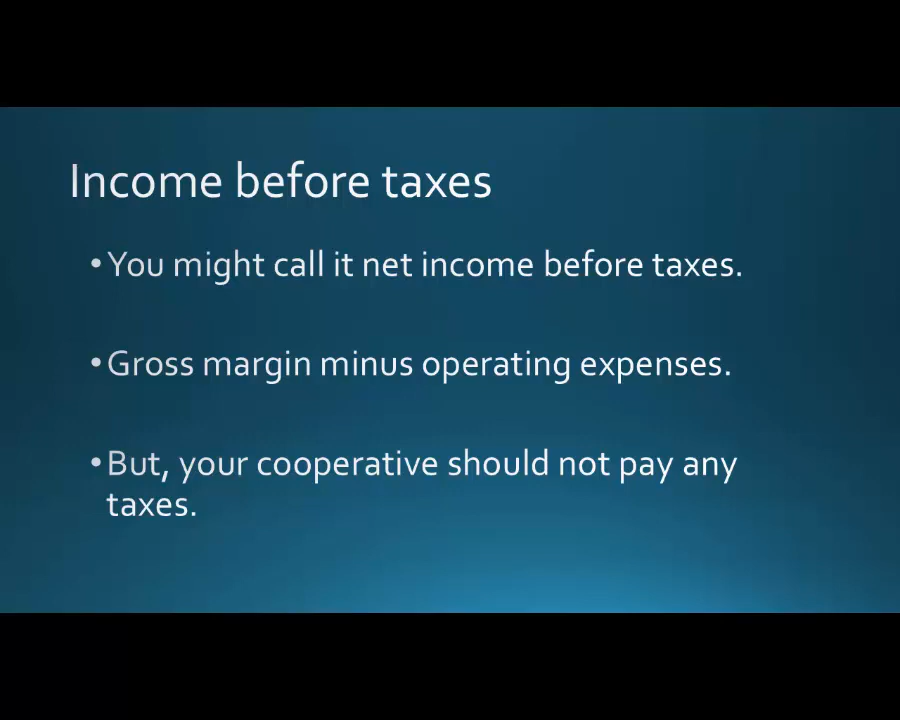 Income before taxes
•You might call it net income before taxes.
•Gross margin minus operating expenses.
•But, your cooperative should not pay any
taxes.